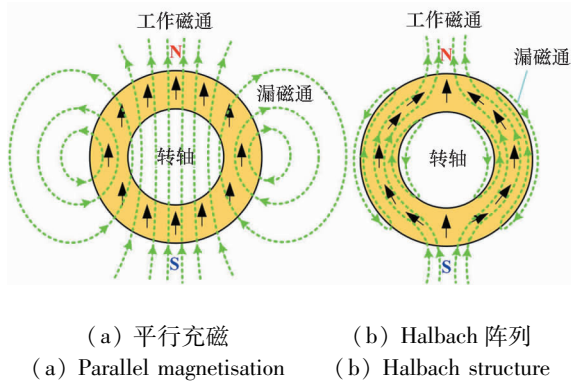 工作磁通
N
漏磁通
转轴
S
工作磁通
N
漏磁通
转轴
S
(a) 平行充磁
(b) Halbach 阵列
(a) Parallel magnetisation
(b) Halbach structure